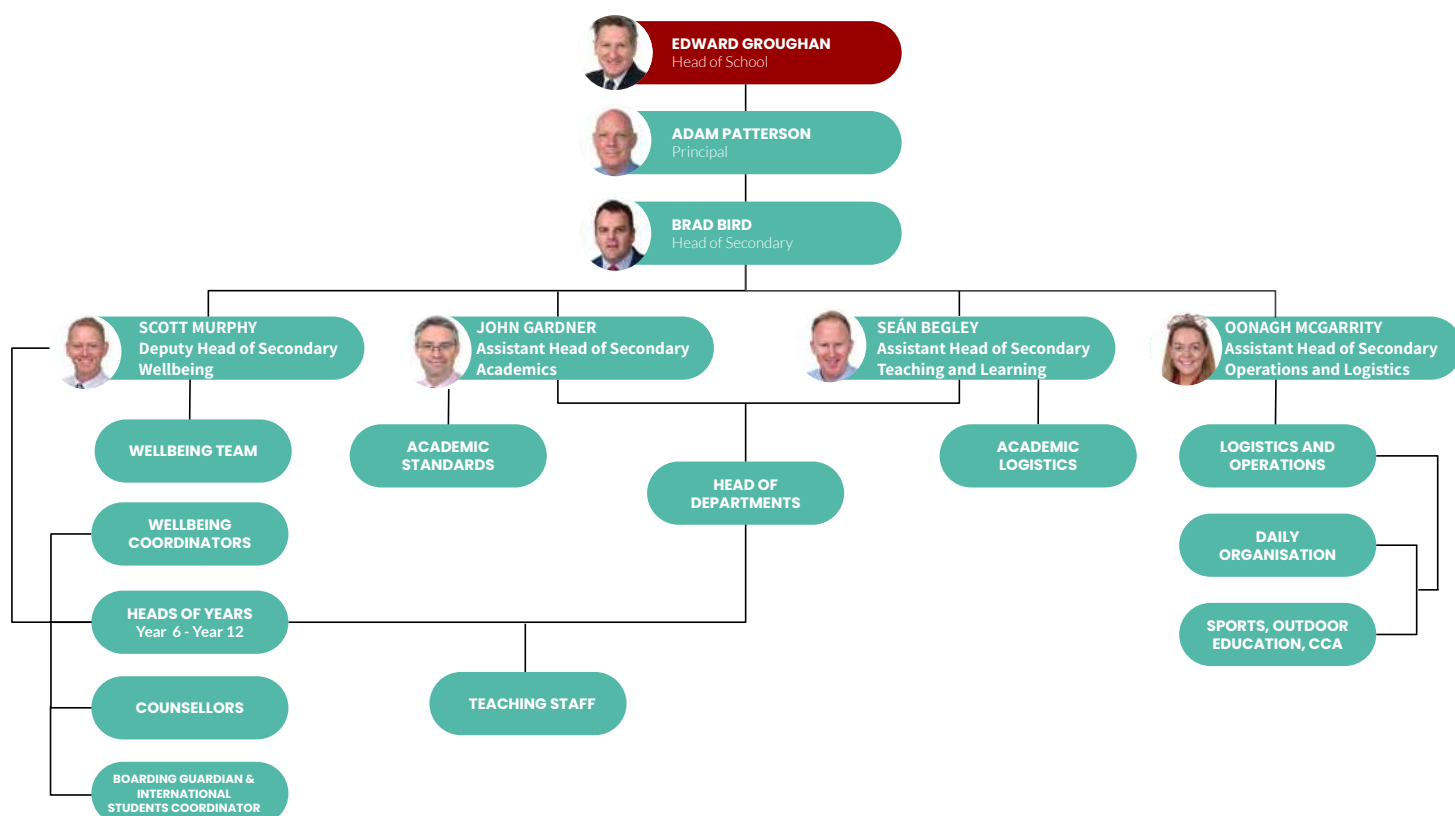 EDWARD GROUGHAN
Head of School
ADAM PATTERSON
Principal
BRAD BIRD
Head of Secondary
SCOTT MURPHY
Deputy Head of Secondary
Wellbeing
JOHN GARDNER
Assistant Head of Secondary
Academics
SEÁN BEGLEY
Assistant Head of Secondary
Teaching and Learning
OONAGH MCGARRITY
Assistant Head of Secondary
Operations and Logistics
WELLBEING TEAM
ACADEMIC
STANDARDS
HEAD OF
DEPARTMENTS
ACADEMIC
LOGISTICS
LOGISTICS AND
OPERATIONS
WELLBEING
COORDINATORS
DAILY
ORGANISATION
HEADS OF YEARS
Year 6 - Year 12
SPORTS, OUTDOOR
EDUCATION, CCA
COUNSELLORS
TEACHING STAFF
BOARDING GUARDIAN &
INTERNATIONAL
STUDENTS COORDINATOR